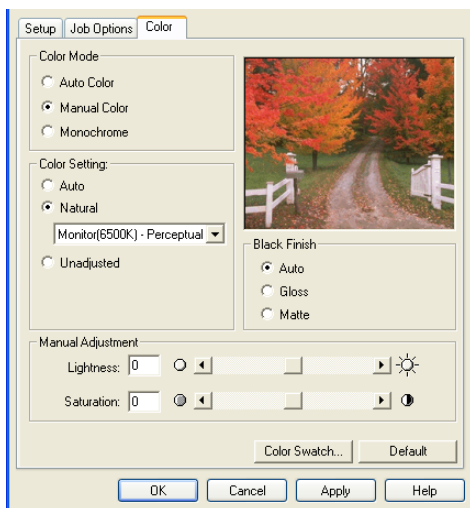 Setup Job Options Color
Color Mode
Auto Color
Manual Color
Monochrome
Color Setting:
Auto
Natural
Monitor(6500K) - Perceptual
Unadjusted
Black Finish
Auto
Gloss
Matte
Manual Adjustment
Lightness: 0
Saturation: 0
Color Swatch... Default
OK Cancel Apply Help